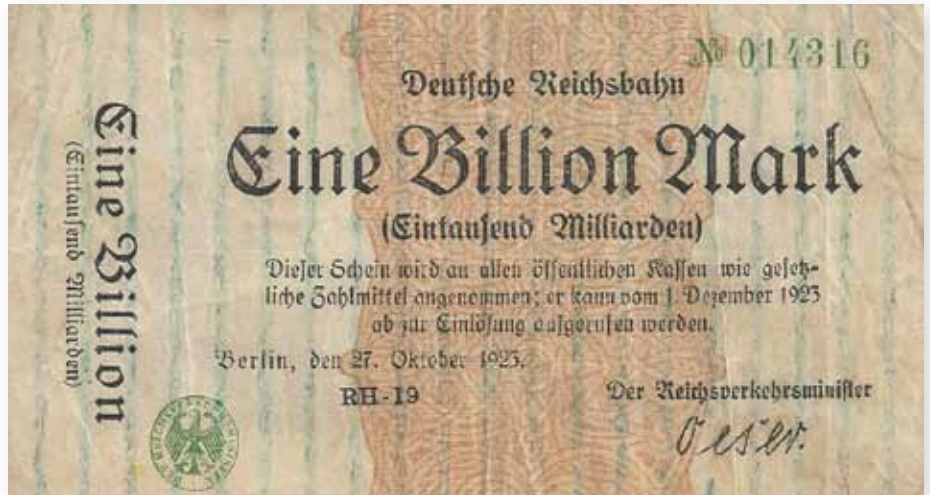 № 014316
Deutsche Reichsbahn
Eine Billion Mark
(Eintausend Milliarden)
Dieser Schein wird an allen öffentlichen Kassen wie gesetz-
liche Zahlmittel angenommen; er kann vom 1. Dezember 1923
ab zur Einlösung aufgerufen werden.
Berlin, den 27. Oktober 1923.
RH-19
Der Reichsverkehrsminister
Oeser.
Eine Billion
(Eintausend Milliarden)